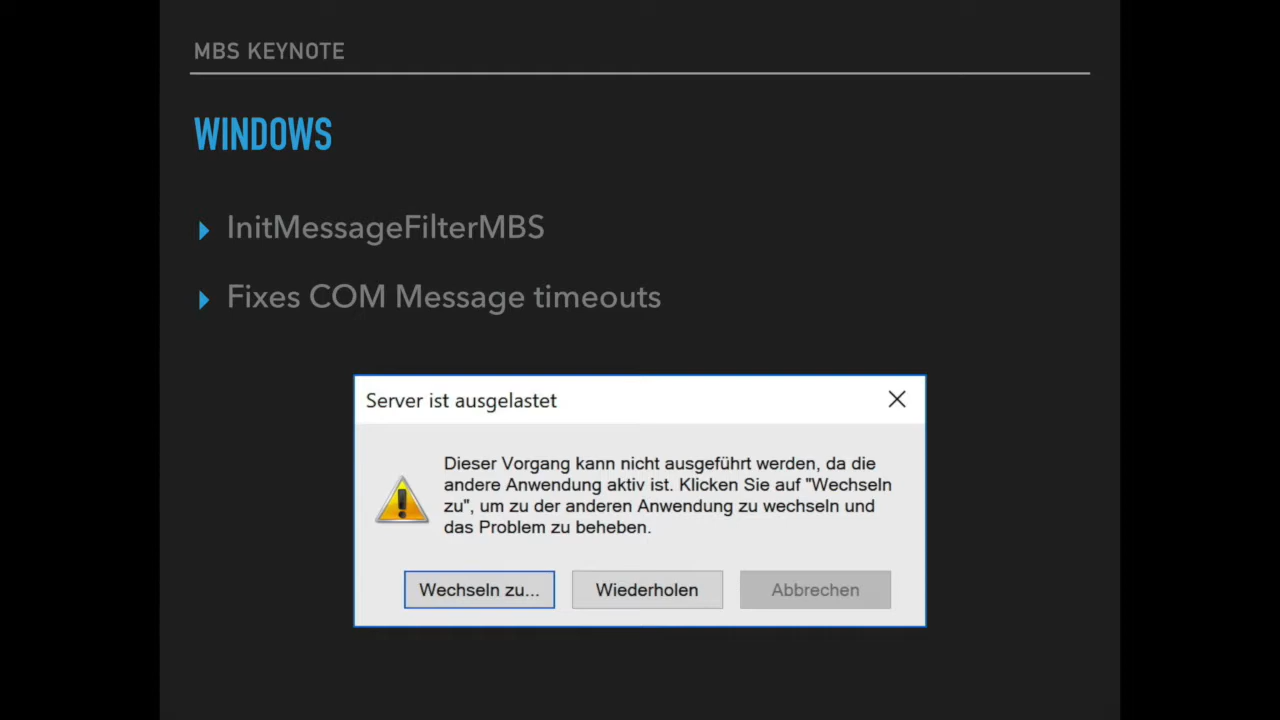 MBS KEYNOTE
WINDOWS
InitMessageFilterMBS
Fixes COM Message timeouts
Server ist ausgelastet
Dieser Vorgang kann nicht ausgeführt werden, da die
andere Anwendung aktiv ist. Klicken Sie auf "Wechseln
zu", um zu der anderen Anwendung zu wechseln und
das Problem zu beheben.
Wechseln zu... Wiederholen Abbrechen